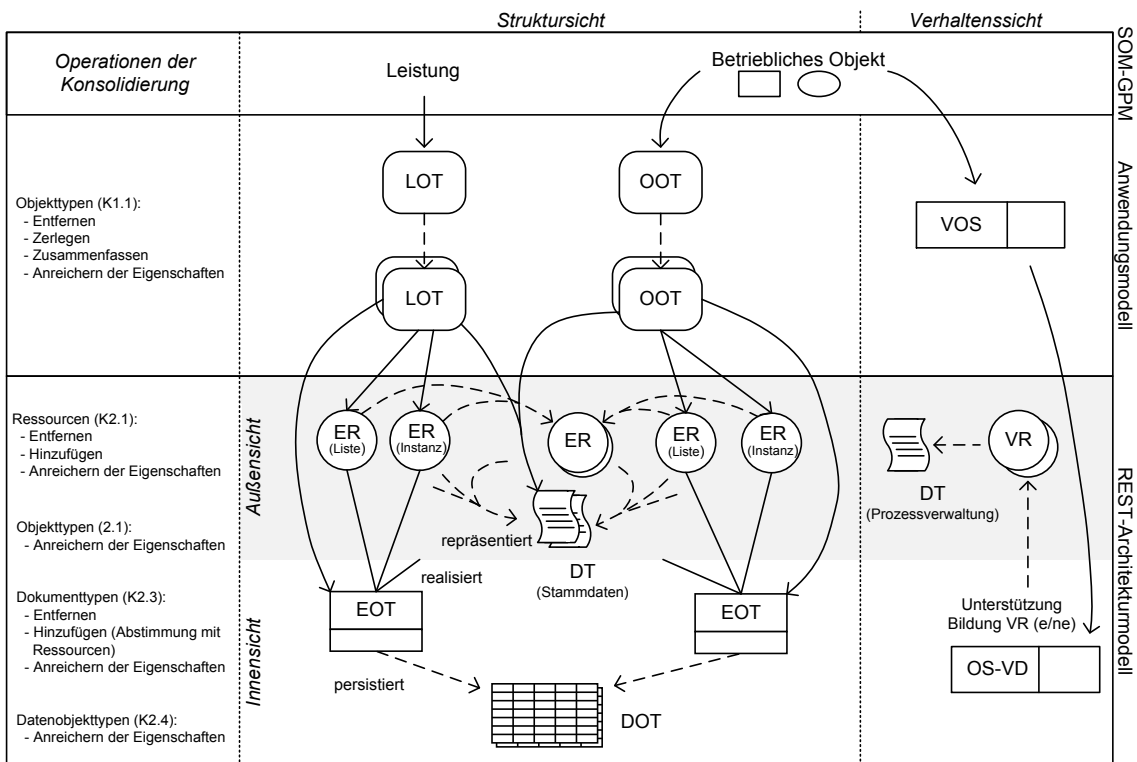 Struktursicht
Verhaltenssicht
Operationen der
Konsolidierung
Leistung
Betriebliches Objekt
SOM-GPM
Objekttypen (K1.1):
- Entfernen
- Zerlegen
- Zusammenfassen
- Anreichern der Eigenschaften
LOT
OOT
VOS
LOT
OOT
Anwendungsmodell
Ressourcen (K2.1):
- Entfernen
- Hinzufügen
- Anreichern der Eigenschaften
Objekttypen (2.1)
- Anreichern der Eigenschaften
Außensicht
ER
(Liste)
ER
(Instanz)
ER
ER
(Liste)
ER
(Instanz)
VR
DT
(Prozessverwaltung)
repräsentiert
realisiert
DT
(Stammdaten)
REST-Architekturmodell
Dokumenttypen (K2.3):
- Entfernen
- Hinzufügen (Abstimmung mit
Ressourcen)
- Anreichern der Eigenschaften
Datenobjekttypen (K2.4):
- Anreichern der Eigenschaften
Innensicht
EOT
EOT
persistiert
DOT
Unterstützung
Bildung VR (e/ne)
OS-VD